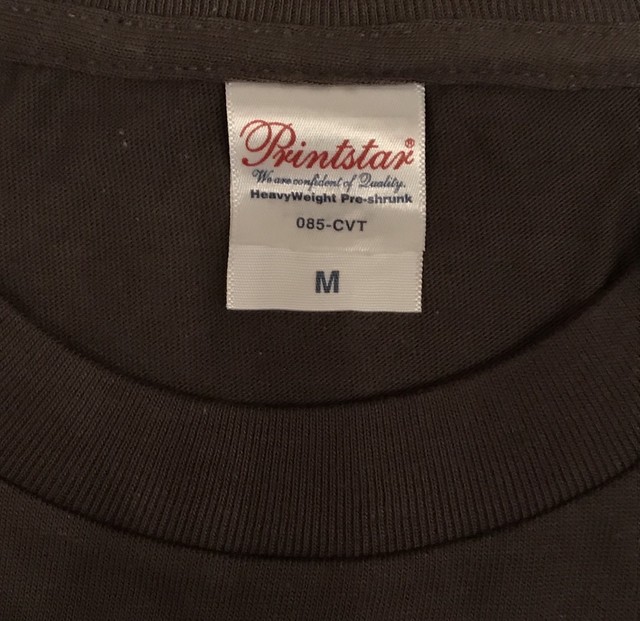 Printstar®
We are confident of Quality.
HeavyWeight Pre-shrunk
085-CVT
M